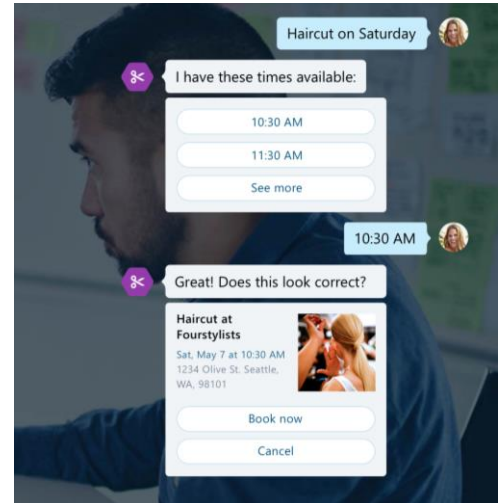 Haircut on Saturday
I have these times available:
10:30 AM
11:30 AM
See more
10:30 AM
Great! Does this look correct?
Haircut at
Fourstylists
Sat, May 7 at 10:30 AM
1234 Olive St. Seattle,
WA, 98101
Book now
Cancel